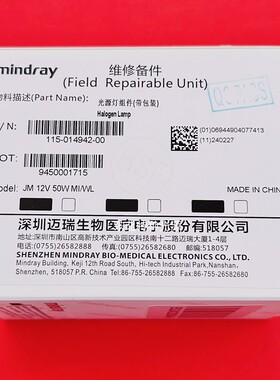 mindray
维修备件
(Field Repairable Unit)
物料描述(Part Name):
光源灯组件(带包装)
Halogen Lamp
QC 713S
P/N:
115-014942-00
(01)06944904077413
(11)240227
LOT:
9450001715
JM 12V 50W MI/WL
MADE IN CHINA
深圳迈瑞生物医疗电子股份有限公司
地址:深圳市南山区高新技术产业园区科技南十二路迈瑞大厦1-4层
电话:(0755)26582888 传真:(0755)26582680
SHENZHEN MINDRAY BIO-MEDICAL ELECTRONICS CO., LTD.
Mindray Building, Keji 12th Road South, Hi-tech Industrial Park,Nanshan,
Shenzhen, China Phone:86-755-26582888 Fax:86-755-26582680